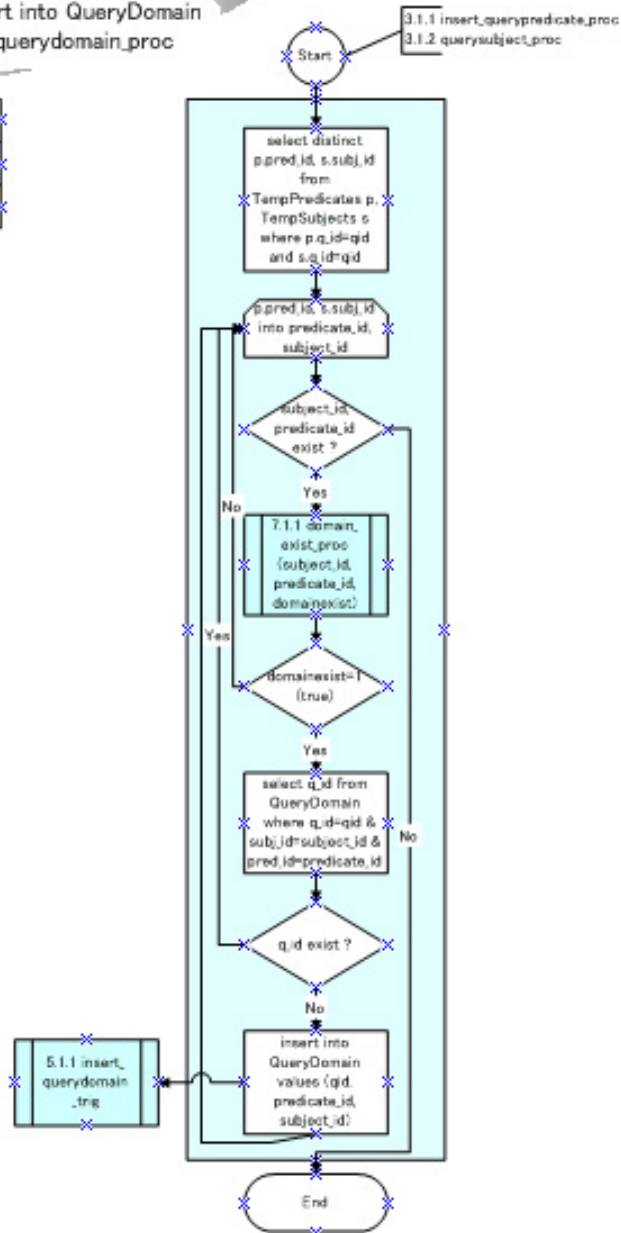 rt into QueryDomain
querydomain_proc
3.1.1 insert_querypredicate_proc
3.1.2 querysubject_proc
Start
select distinct
p.pred_id, s.subj_id
from
TempPredicates p,
TempSubjects s
where p.q_id=qid
and s.q_id=qid
p.pred_id, s.subj_id
into predicate_id,
subject_id
subject_id,
predicate_id
exist ?
Yes
No
7.1.1 domain_
exist_proc
(subject_id,
predicate_id,
domainexist)
Yes
domainexist=1
(true)
Yes
select q_id from
QueryDomain
where q_id=qid &
subj_id=subject_id &
pred_id=predicate_id
No
q_id exist ?
No
insert into
QueryDomain
values (qid,
predicate_id,
subject_id)
5.1.1 insert_
querydomain
_trig
End